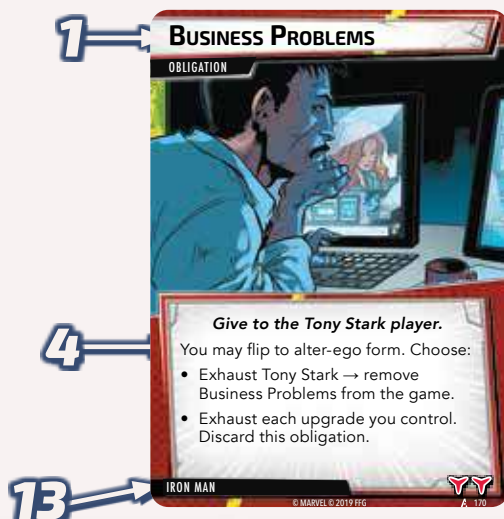 1
BUSINESS PROBLEMS
OBLIGATION
4
Give to the Tony Stark player.
You may flip to alter-ego form. Choose:
• Exhaust Tony Stark → remove
Business Problems from the game.
• Exhaust each upgrade you control.
Discard this obligation.
13
IRON MAN
© MARVEL © 2019 FFG
170